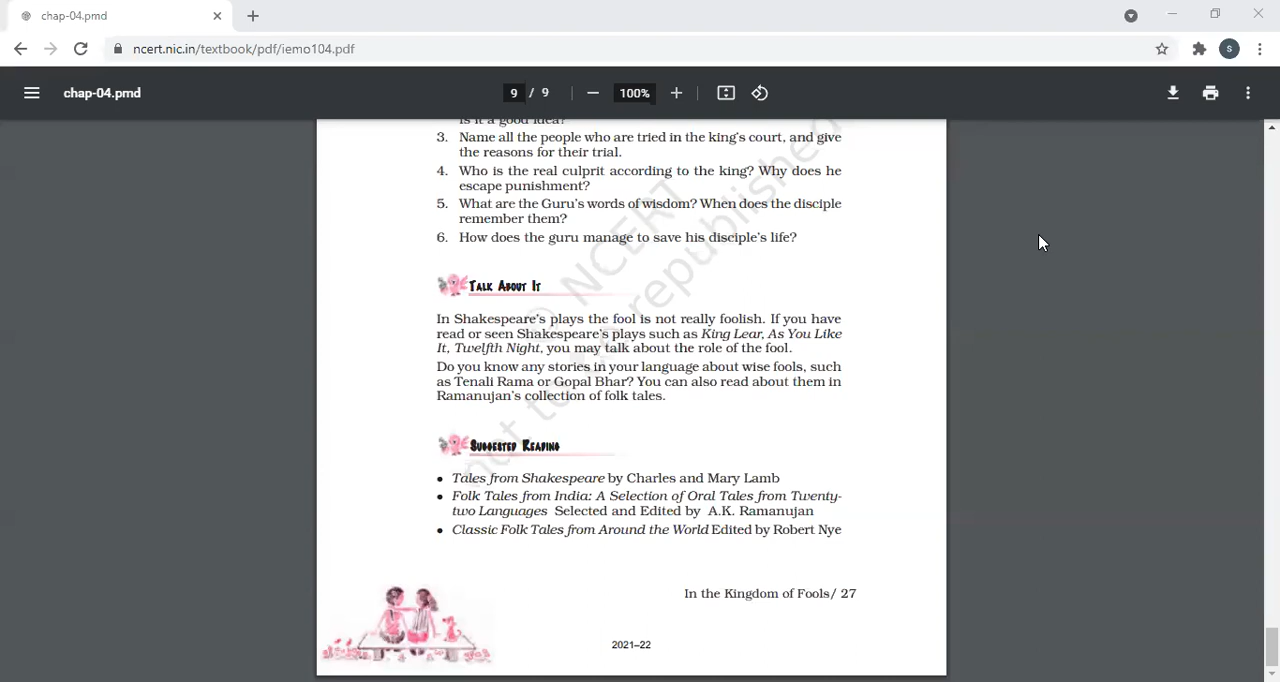 chap-04.pmd
ncert.nic.in/textbook/pdf/iemo104.pdf
S
chap-04.pmd
9 / 9
100%
is it a good idea?
3. Name all the people who are tried in the king's court, and give
the reasons for their trial.
4. Who is the real culprit according to the king? Why does he
escape punishment?
5. What are the Guru's words of wisdom? When does the disciple
remember them?
6. How does the guru manage to save his disciple's life?
TALK ABOUT IT
In Shakespeare's plays the fool is not really foolish. If you have
read or seen Shakespeare's plays such as King Lear, As You Like
It, Twelfth Night, you may talk about the role of the fool.
Do you know any stories in your language about wise fools, such
as Tenali Rama or Gopal Bhar? You can also read about them in
Ramanujan's collection of folk tales.
SUGGESTED READING
• Tales from Shakespeare by Charles and Mary Lamb
• Folk Tales from India: A Selection of Oral Tales from Twenty-
two Languages Selected and Edited by A.K. Ramanujan
• Classic Folk Tales from Around the World Edited by Robert Nye
In the Kingdom of Fools/ 27
2021–22
© NCERT
not to be republished